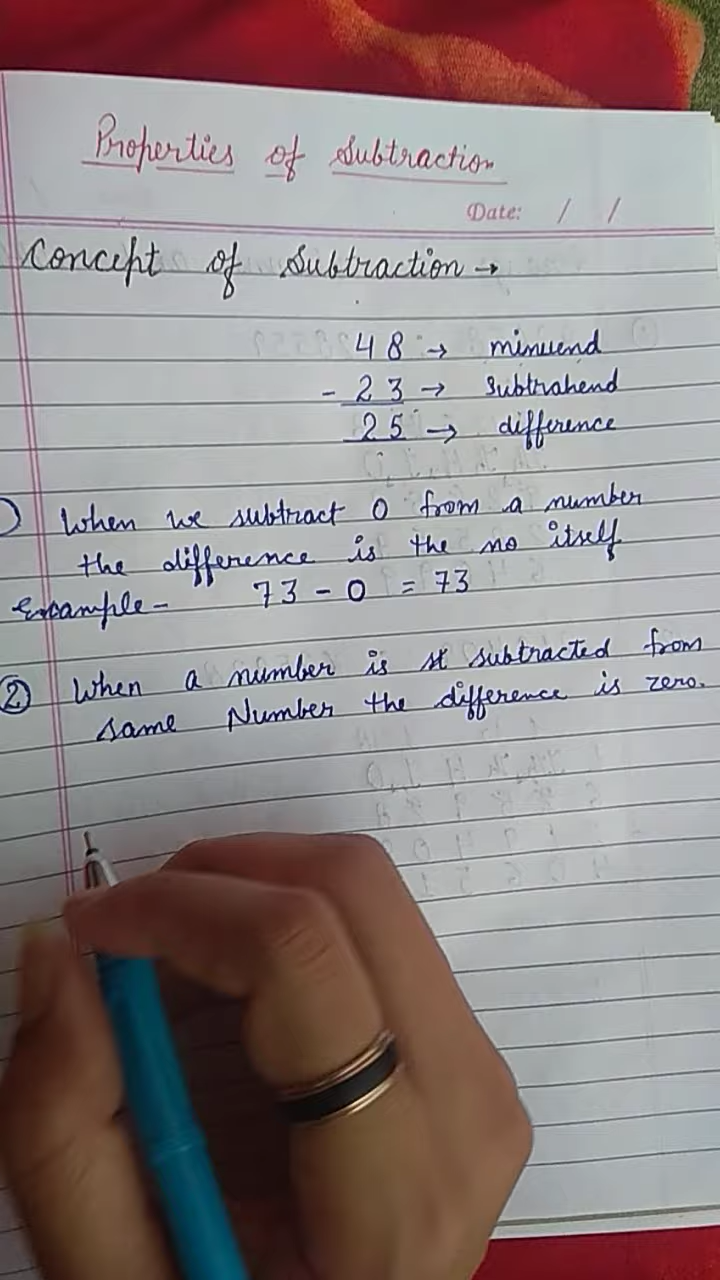 Properties of Subtraction
Date: / /
Concept of Subtraction →
48 → minuend
- 23 → Subtrahend
25 → difference
) When we subtract 0 from a number
the difference is the no itself
Example - 73 - 0 = 73
② When a number is st subtracted from
same Number the difference is zero.